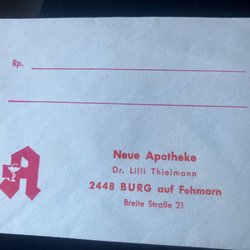 Rp.
Neue Apotheke
Dr. Lilli Thielmann
2448 BURG auf Fehmarn
Breite Straße 21